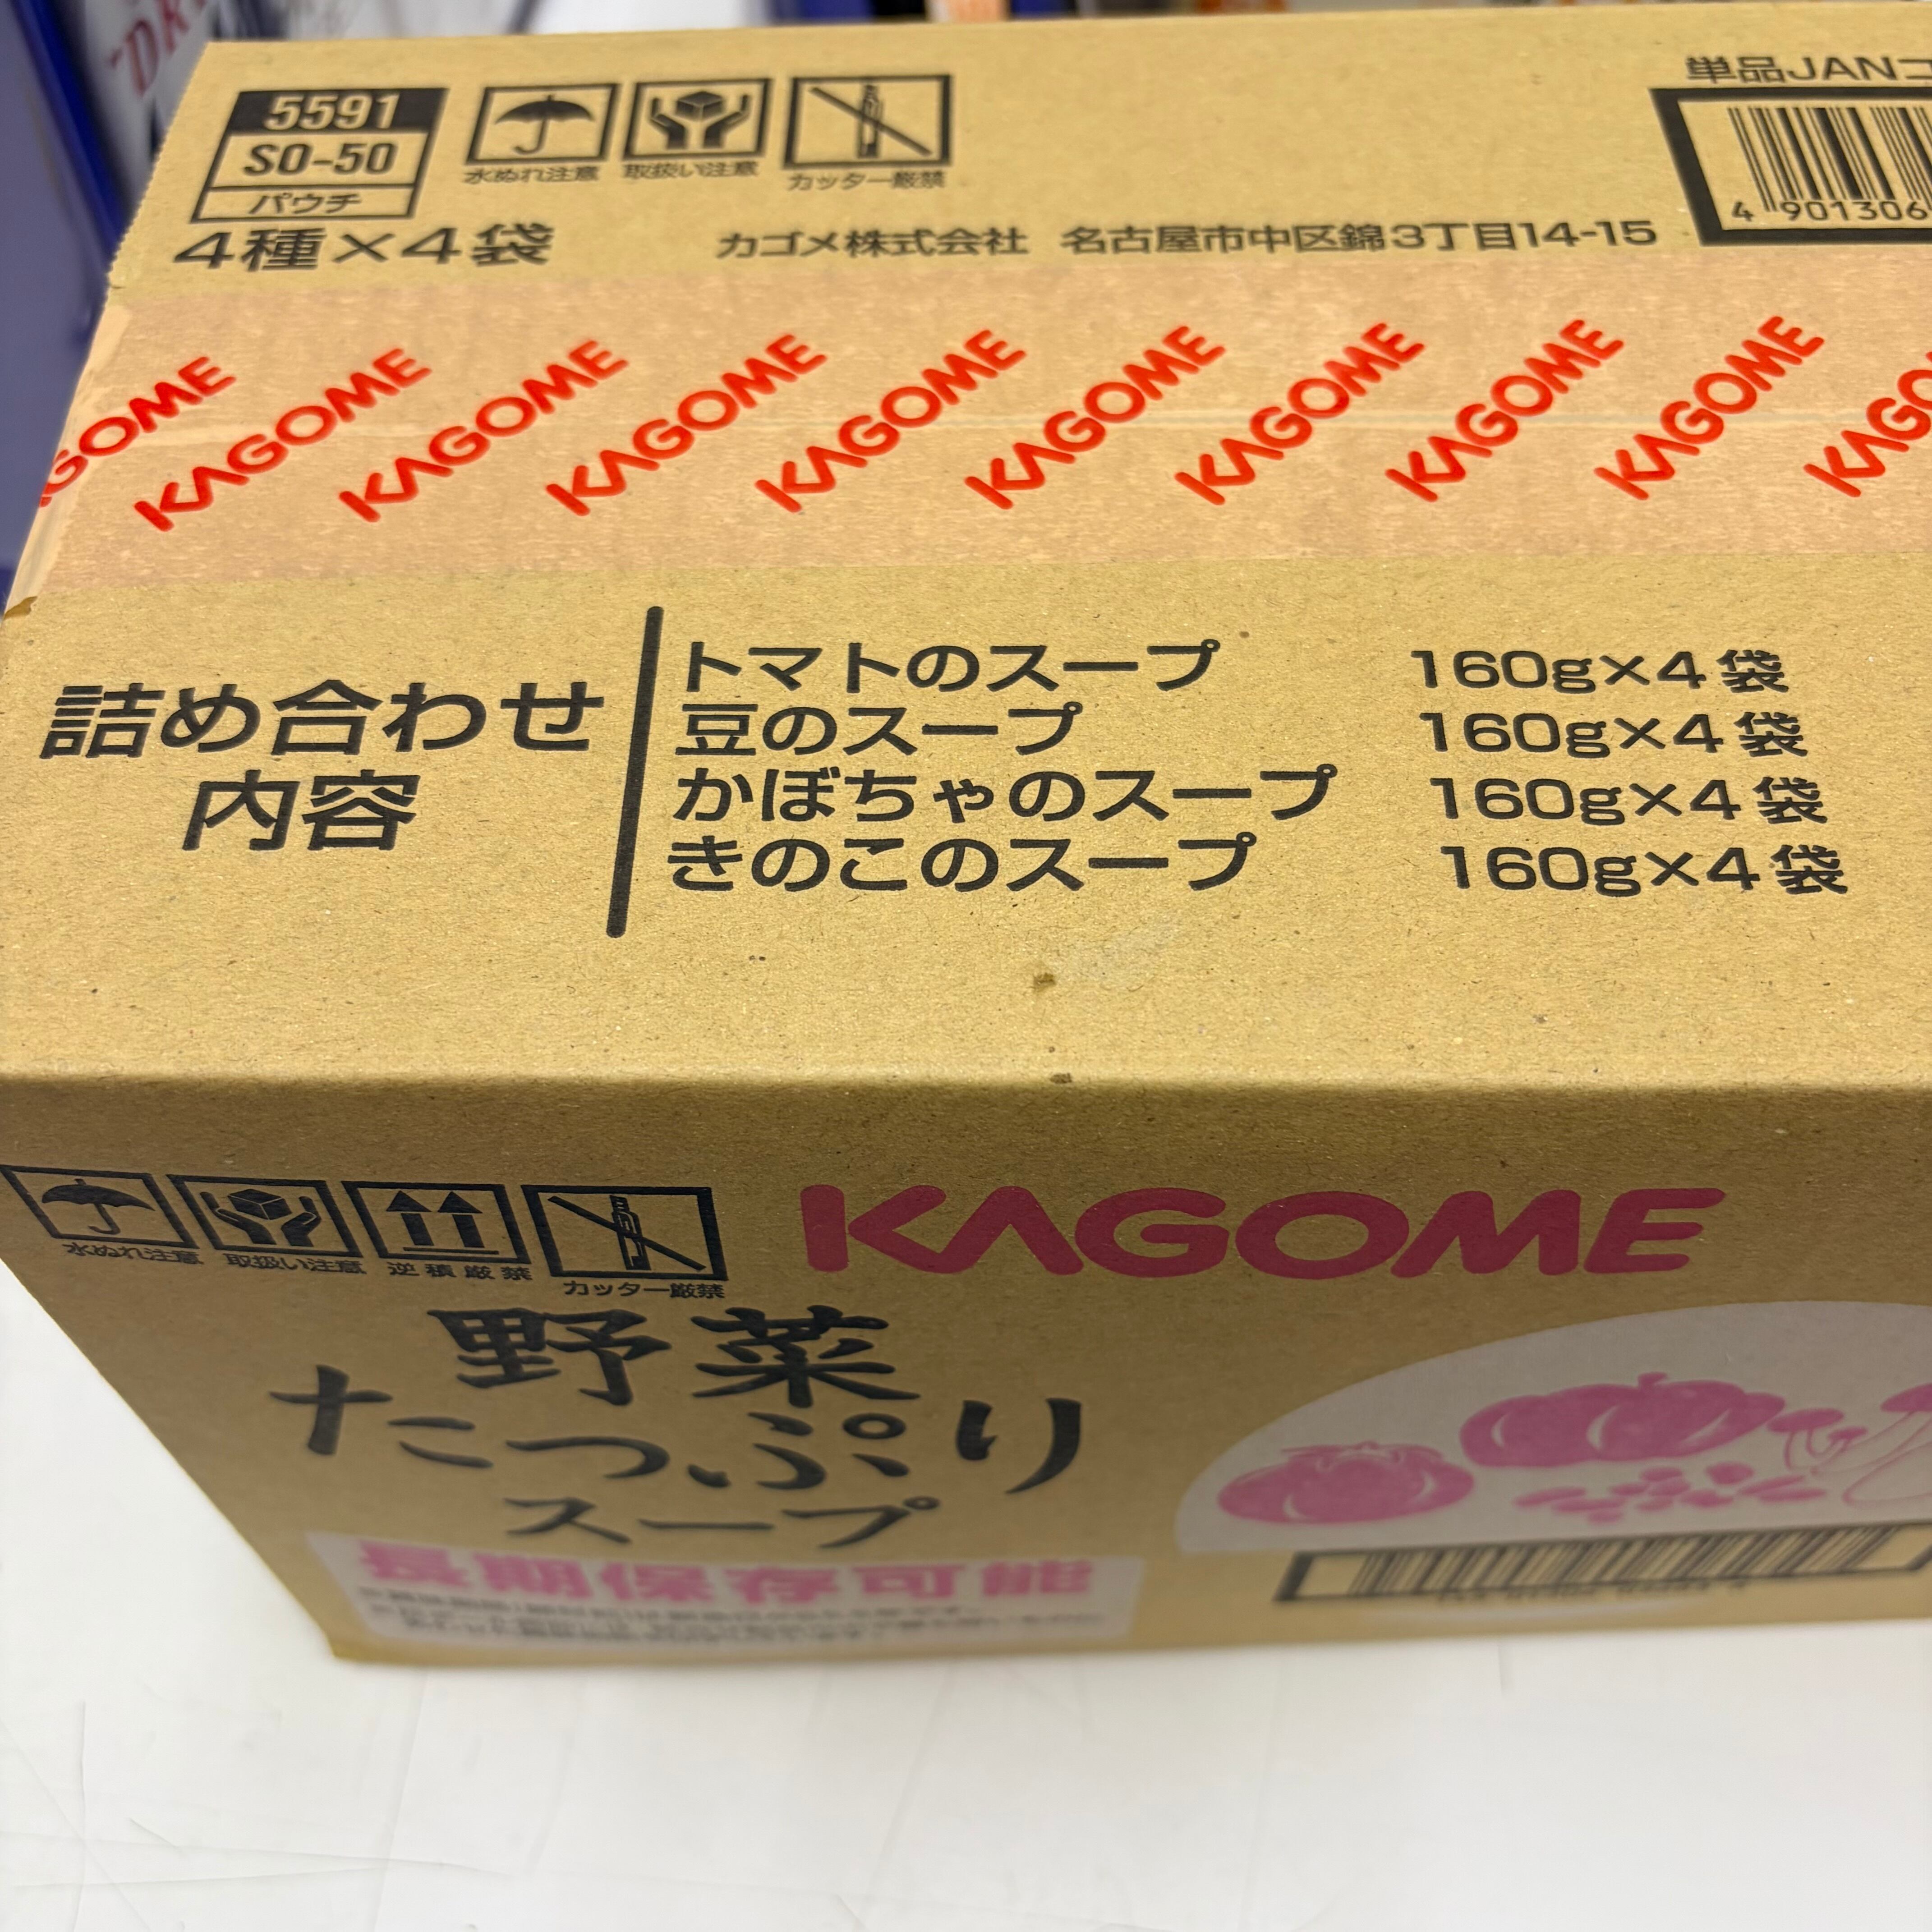 5591
SO-50
パウチ
水ぬれ注意 取扱い注意 カッター厳禁
単品JANコ
4 901306
4種×4袋 カゴメ株式会社 名古屋市中区錦3丁目14-15
KAGOME KAGOME KAGOME KAGOME KAGOME KAGOME KAGOME KAGOME KAGOME KAGO
詰め合わせ
内容
トマトのスープ 160g×4袋
豆のスープ 160g×4袋
かぼちゃのスープ 160g×4袋
きのこのスープ 160g×4袋
水ぬれ注意 取扱い注意 逆積厳禁 カッター厳禁
KAGOME
野菜
たっぷり
スープ
長期保存可能